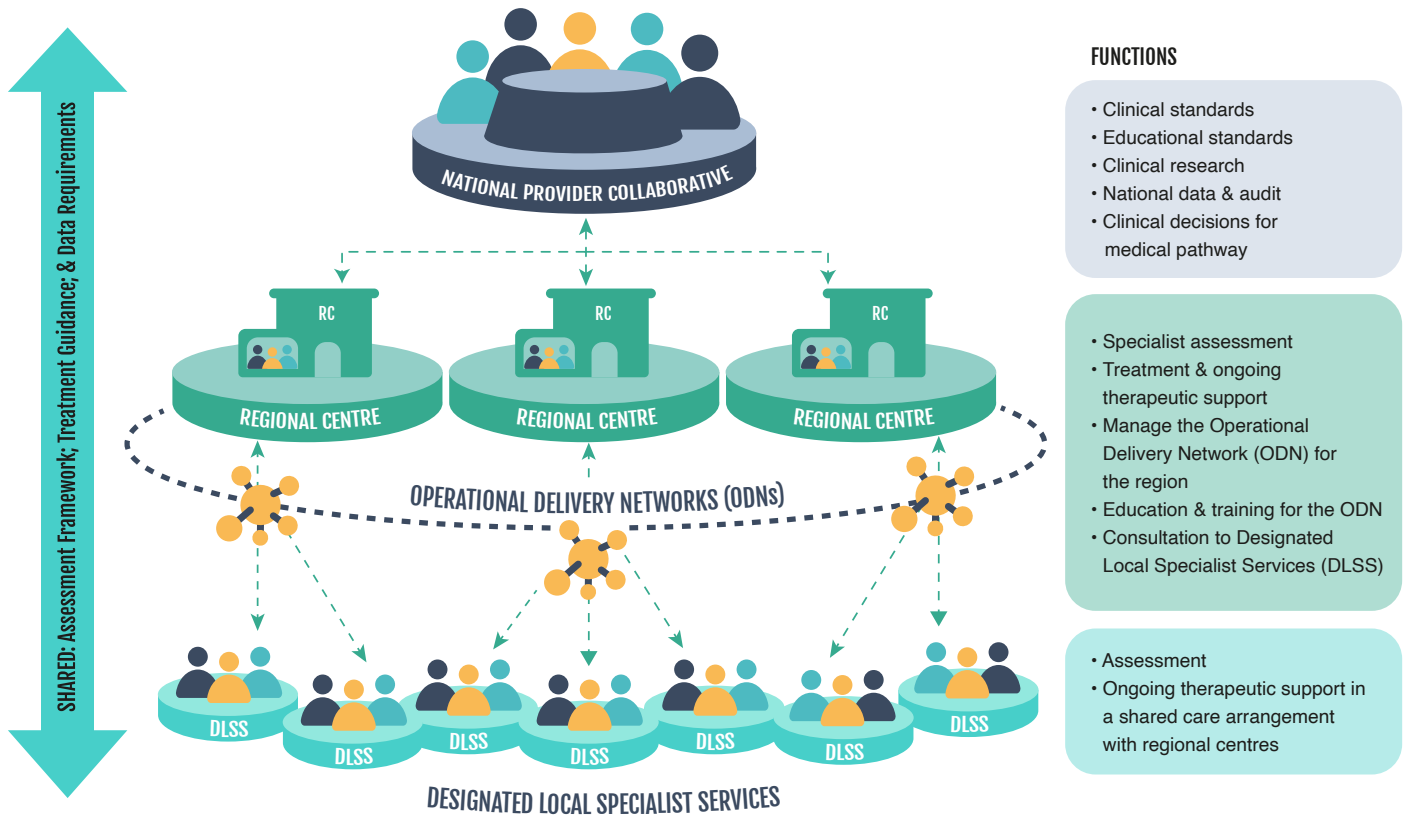 SHARED: Assessment Framework; Treatment Guidance; & Data Requirements
NATIONAL PROVIDER COLLABORATIVE
RC
RC
RC
REGIONAL CENTRE
REGIONAL CENTRE
REGIONAL CENTRE
OPERATIONAL DELIVERY NETWORKS (ODNs)
DLSS
DLSS
DLSS
DLSS
DLSS
DLSS
DLSS
DESIGNATED LOCAL SPECIALIST SERVICES
FUNCTIONS
• Clinical standards
• Educational standards
• Clinical research
• National data & audit
• Clinical decisions for
medical pathway
• Specialist assessment
• Treatment & ongoing
therapeutic support
• Manage the Operational
Delivery Network (ODN) for
the region
• Education & training for the ODN
• Consultation to Designated
Local Specialist Services (DLSS)
• Assessment
• Ongoing therapeutic support in
a shared care arrangement
with regional centres